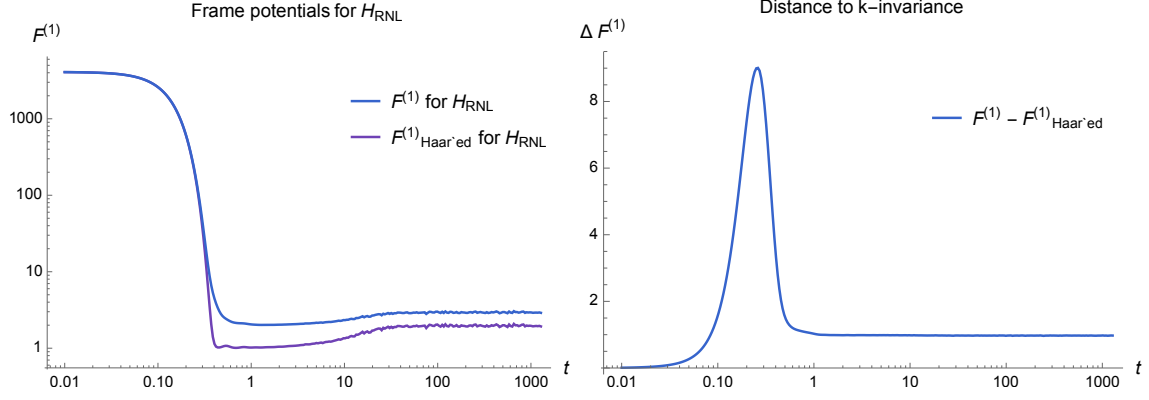 Frame potentials for H_RNL
F^(1)
1000
100
10
1
0.01 0.10 1 10 100 1000 t
F^(1) for H_RNL
F^(1)_Haar`ed for H_RNL
Distance to k−invariance
Δ F^(1)
8
6
4
2
0.01 0.10 1 10 100 1000 t
F^(1) − F^(1)_Haar`ed